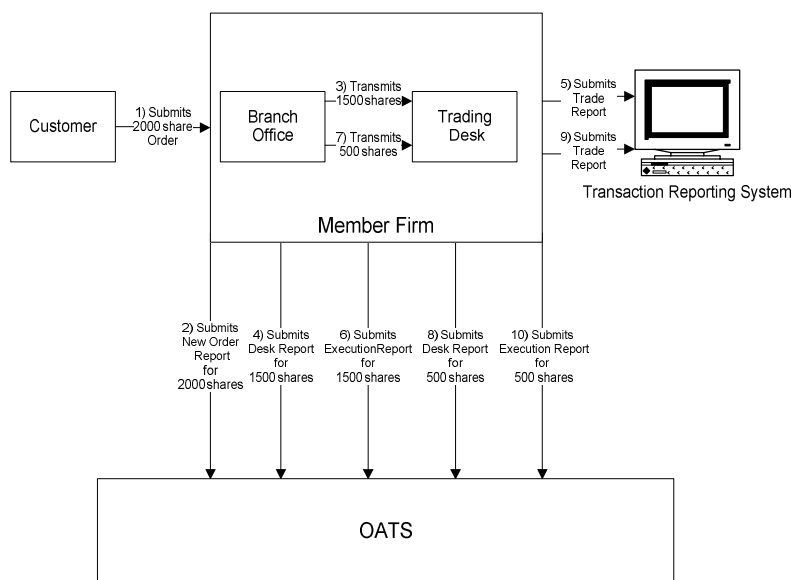 Customer
1) Submits
2000 share
Order
Branch
Office
3) Transmits
1500 shares
7) Transmits
500 shares
Trading
Desk
5) Submits
Trade
Report
9) Submits
Trade
Report
Transaction Reporting System
Member Firm
2) Submits
New Order
Report
for
2000 shares
4) Submits
Desk Report
for
1500 shares
6) Submits
ExecutionReport
for
1500 shares
8) Submits
Desk Report
for
500 shares
10) Submits
Execution Report
for
500 shares
OATS